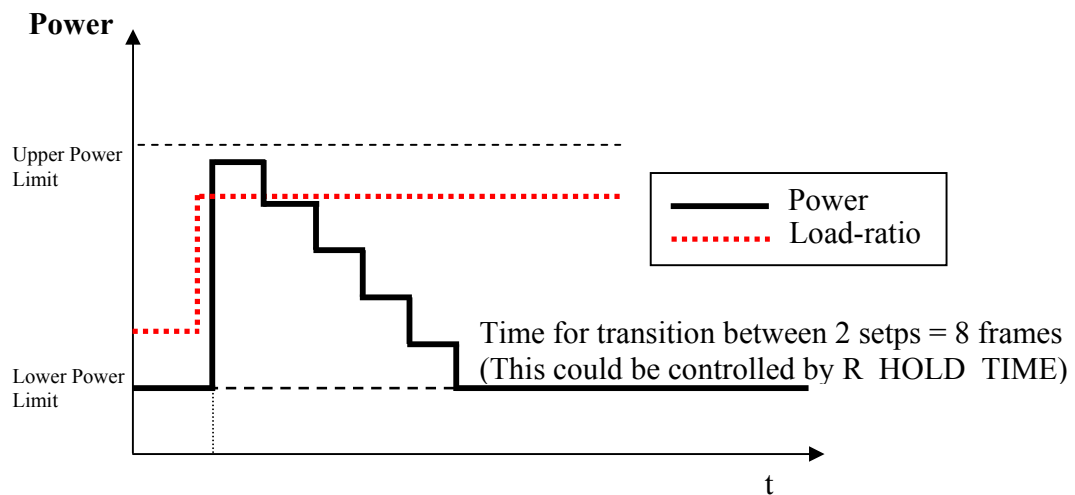 Power
Upper Power
Limit
Power
Load-ratio
Time for transition between 2 setps = 8 frames
(This could be controlled by R HOLD TIME)
Lower Power
Limit
t